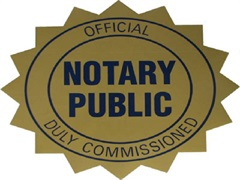 OFFICIAL
NOTARY
PUBLIC
DULY COMMISSIONED